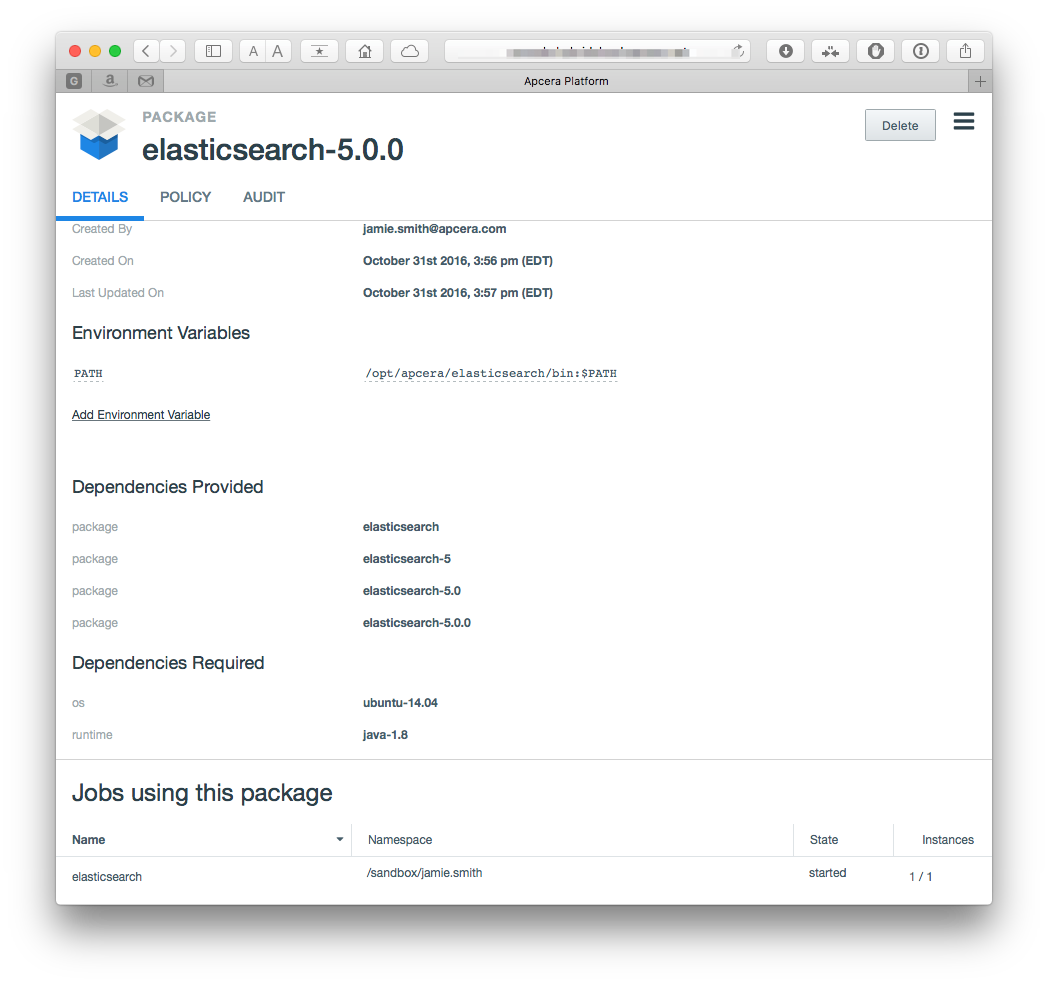 A A
G a
Apcera Platform
PACKAGE
elasticsearch-5.0.0
Delete
DETAILS POLICY AUDIT
Created By jamie.smith@apcera.com
Created On October 31st 2016, 3:56 pm (EDT)
Last Updated On October 31st 2016, 3:57 pm (EDT)
Environment Variables
PATH /opt/apcera/elasticsearch/bin:$PATH
Add Environment Variable
Dependencies Provided
package elasticsearch
package elasticsearch-5
package elasticsearch-5.0
package elasticsearch-5.0.0
Dependencies Required
os ubuntu-14.04
runtime java-1.8
Jobs using this package
Name Namespace State Instances
elasticsearch /sandbox/jamie.smith started 1 / 1